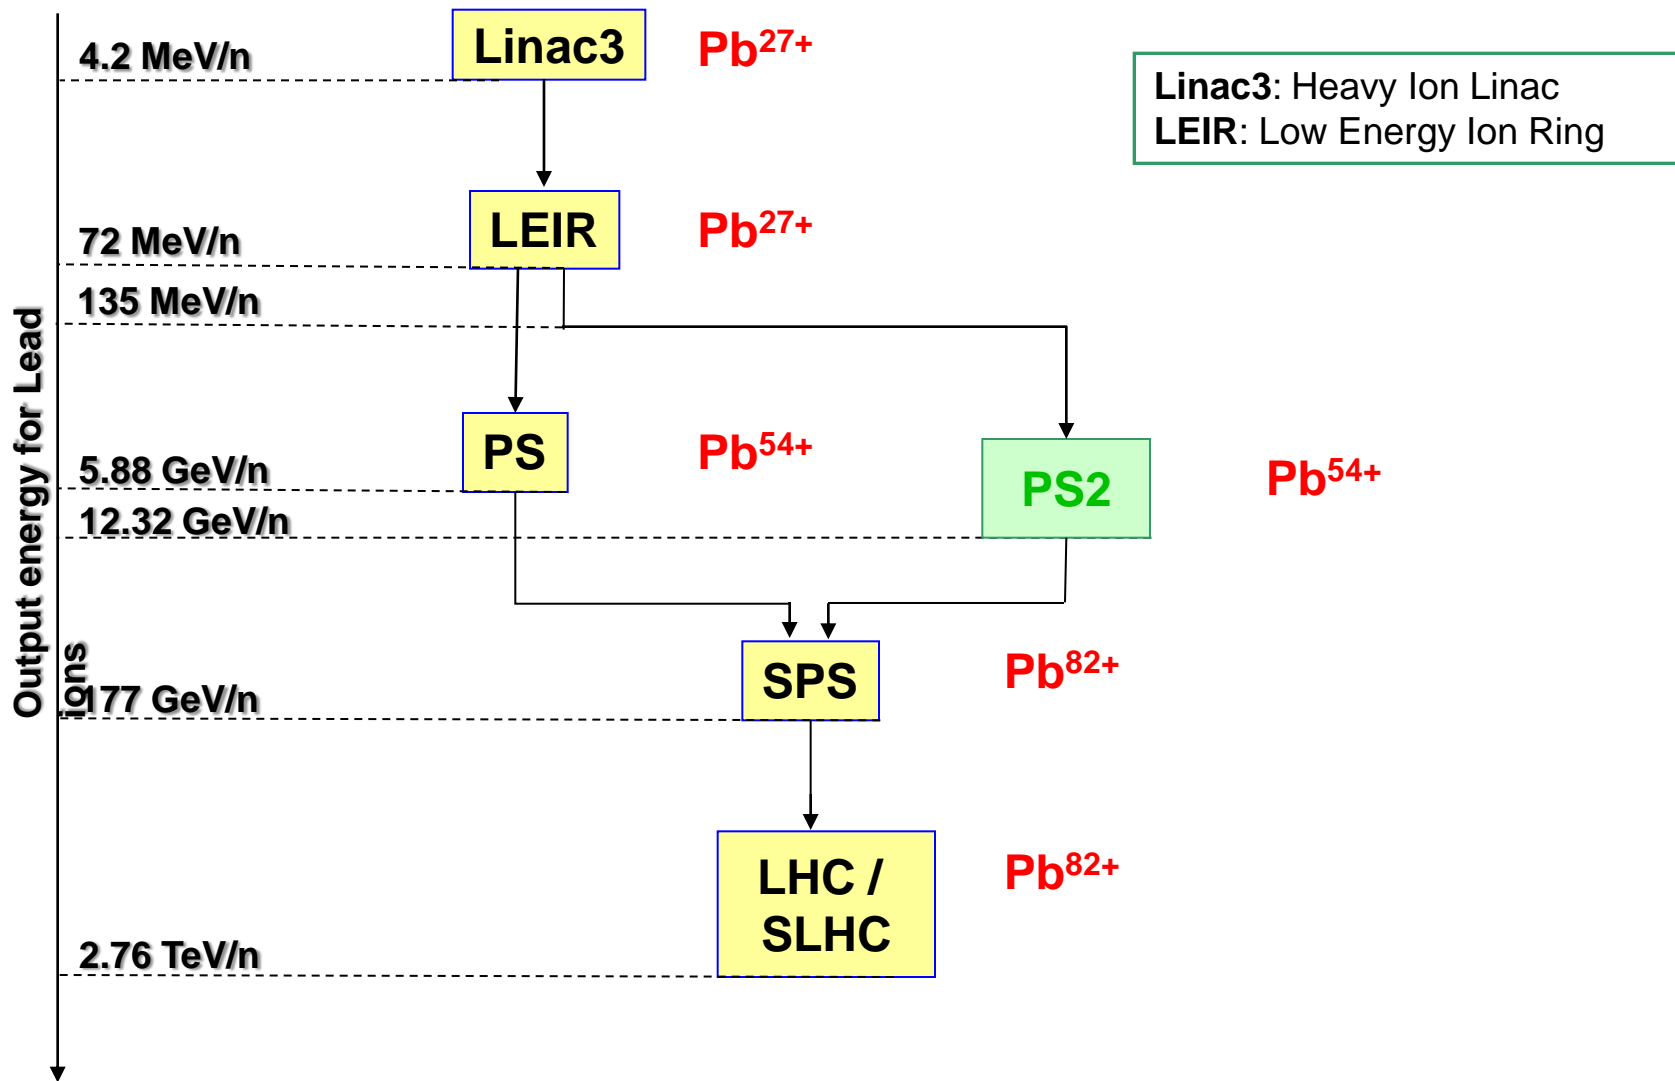 4.2 MeV/n
Linac3
Pb27+
Linac3: Heavy Ion Linac
LEIR: Low Energy Ion Ring
LEIR
Pb27+
72 MeV/n
135 MeV/n
Output energy for Lead
ions
PS
Pb54+
5.88 GeV/n
PS2
Pb54+
12.32 GeV/n
SPS
Pb82+
177 GeV/n
LHC /
SLHC
Pb82+
2.76 TeV/n